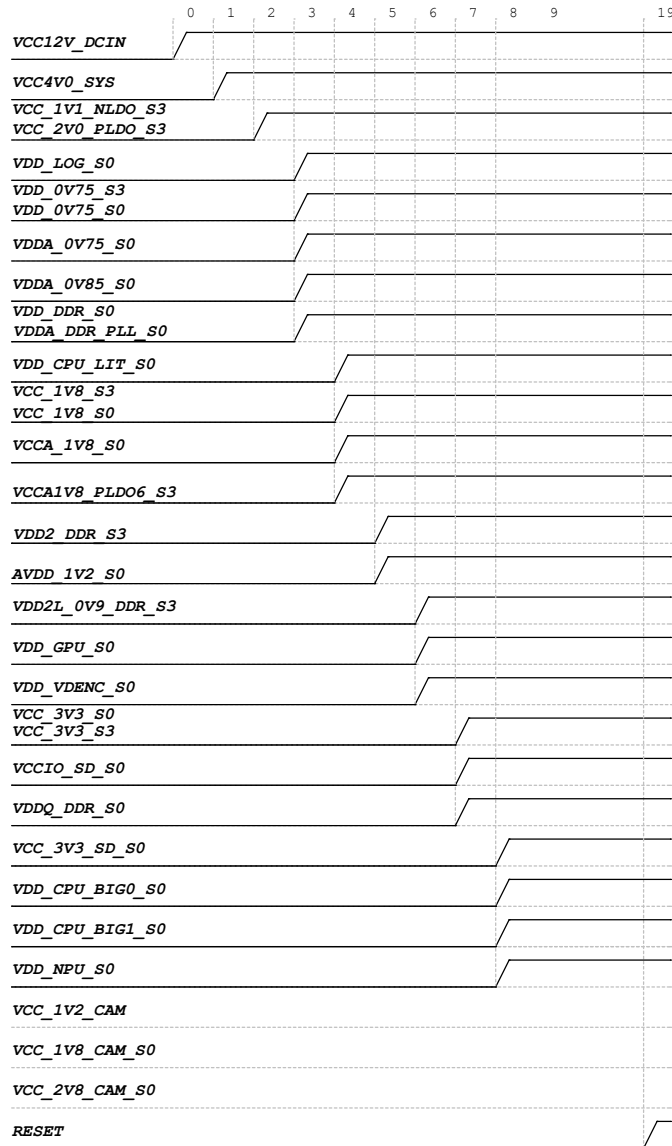 0 1 2 3 4 5 6 7 8 9 19
VCC12V_DCIN
VCC4V0_SYS
VCC_1V1_NLDO_S3
VCC_2V0_PLDO_S3
VDD_LOG_S0
VDD_0V75_S3
VDD_0V75_S0
VDDA_0V75_S0
VDDA_0V85_S0
VDD_DDR_S0
VDDA_DDR_PLL_S0
VDD_CPU_LIT_S0
VCC_1V8_S3
VCC_1V8_S0
VCCA_1V8_S0
VCCA1V8_PLDO6_S3
VDD2_DDR_S3
AVDD_1V2_S0
VDD2L_0V9_DDR_S3
VDD_GPU_S0
VDD_VDENC_S0
VCC_3V3_S0
VCC_3V3_S3
VCCIO_SD_S0
VDDQ_DDR_S0
VCC_3V3_SD_S0
VDD_CPU_BIG0_S0
VDD_CPU_BIG1_S0
VDD_NPU_S0
VCC_1V2_CAM
VCC_1V8_CAM_S0
VCC_2V8_CAM_S0
RESET